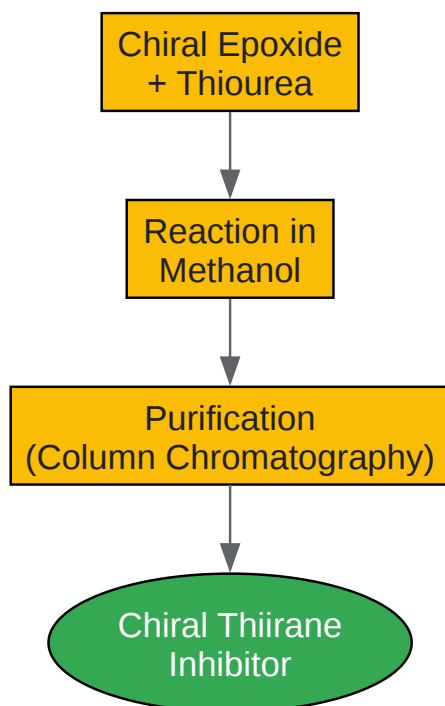 Chiral Epoxide
+ Thiourea
Reaction in
Methanol
Purification
(Column Chromatography)
Chiral Thiirane
Inhibitor